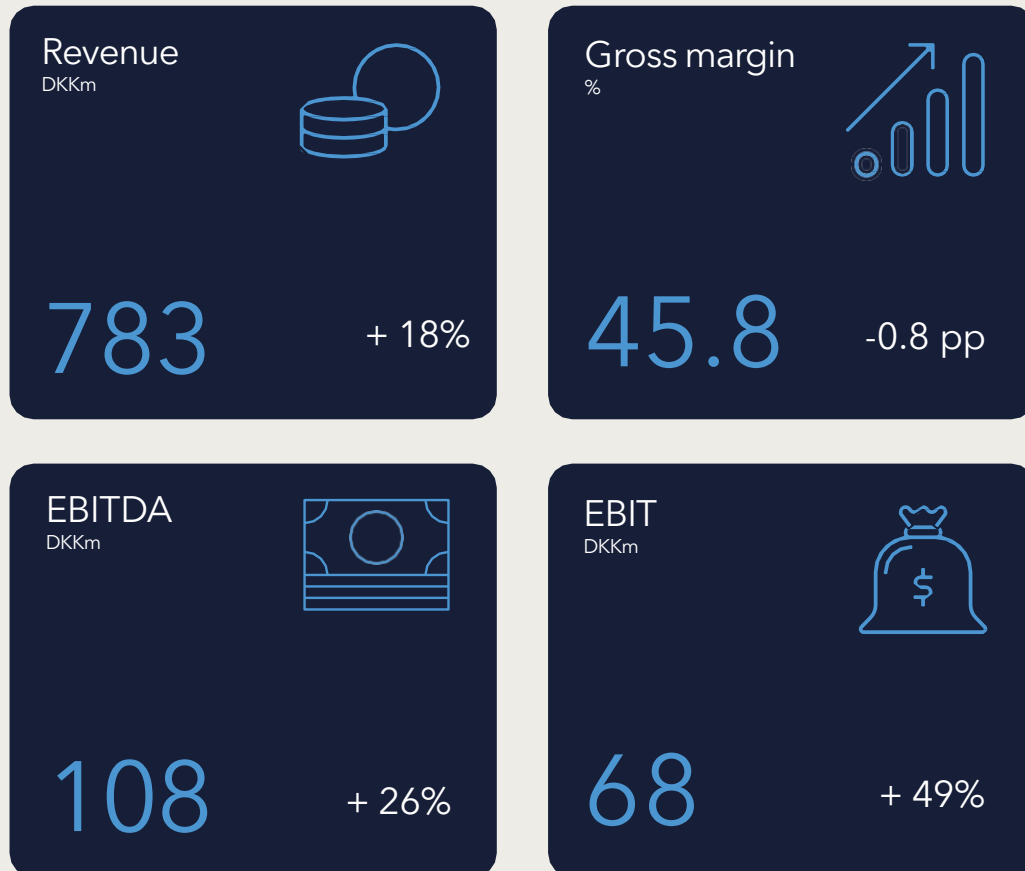 Revenue
DKKm
783
+ 18%
Gross margin
%
45.8
-0.8 pp
EBITDA
DKKm
108
+ 26%
EBIT
DKKm
$
68
+ 49%